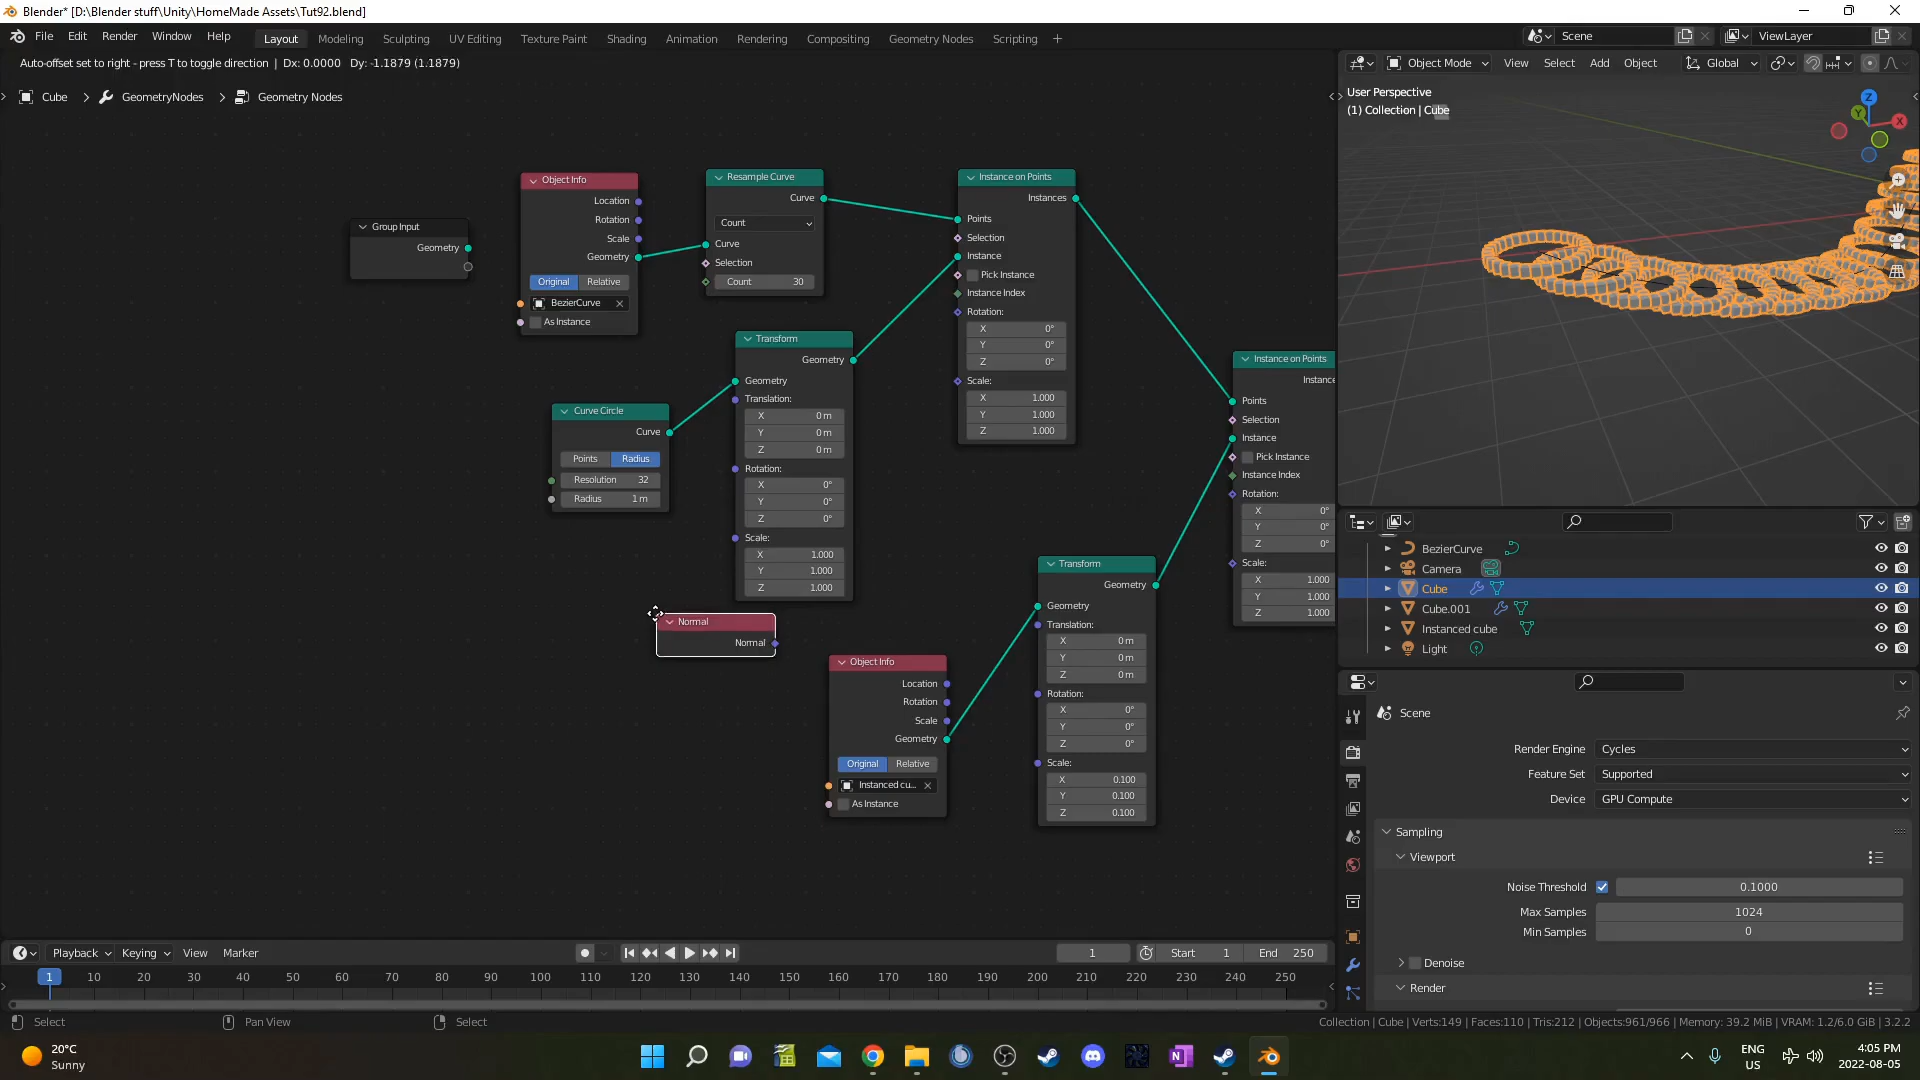 Blender* [D:\Blender stuff\Unity\HomeMade Assets\Tut92.blend]
File Edit Render Window Help
Layout Modeling Sculpting UV Editing Texture Paint Shading Animation Rendering Compositing Geometry Nodes Scripting
Scene
ViewLayer
Auto-offset set to right - press T to toggle direction | Dx: 0.0000 Dy: -1.1879 (1.1879)
Cube GeometryNodes Geometry Nodes
Group Input
Geometry
Object Info
Location
Rotation
Scale
Geometry
Original Relative
BezierCurve
As Instance
Resample Curve
Curve
Count
Curve
Selection
Count 30
Instance on Points
Instances
Points
Selection
Instance
Pick Instance
Instance Index
Rotation:
X 0°
Y 0°
Z 0°
Scale:
X 1.000
Y 1.000
Z 1.000
Transform
Geometry
Geometry
Translation:
X 0 m
Y 0 m
Z 0 m
Rotation:
X 0°
Y 0°
Z 0°
Scale:
X 1.000
Y 1.000
Z 1.000
Curve Circle
Curve
Points Radius
Resolution 32
Radius 1 m
Instance on Points
Instance
Points
Selection
Instance
Pick Instance
Instance Index
Rotation:
X 0°
Y 0°
Z 0°
Scale:
X 1.000
Y 1.000
Z 1.000
Normal
Normal
Object Info
Location
Rotation
Scale
Geometry
Original Relative
Instanced cu...
As Instance
Transform
Geometry
Geometry
Translation:
X 0 m
Y 0 m
Z 0 m
Rotation:
X 0°
Y 0°
Z 0°
Scale:
X 0.100
Y 0.100
Z 0.100
Object Mode View Select Add Object Global
User Perspective
(1) Collection | Cube
Z
Y
X
BezierCurve
Camera
Cube
Cube.001
Instanced cube
Light
Scene
Render Engine Cycles
Feature Set Supported
Device GPU Compute
Sampling
Viewport
Noise Threshold 0.1000
Max Samples 1024
Min Samples 0
Denoise
Render
Playback Keying View Marker
1 Start 1 End 250
1 10 20 30 40 50 60 70 80 90 100 110 120 130 140 150 160 170 180 190 200 210 220 230 240 250
Select Pan View Select
Collection | Cube | Verts:149 | Faces:110 | Tris:212 | Objects:961/966 | Memory: 39.2 MiB | VRAM: 1.2/6.0 GiB | 3.2.2
20°C
Sunny
ENG
US
4:05 PM
2022-08-05